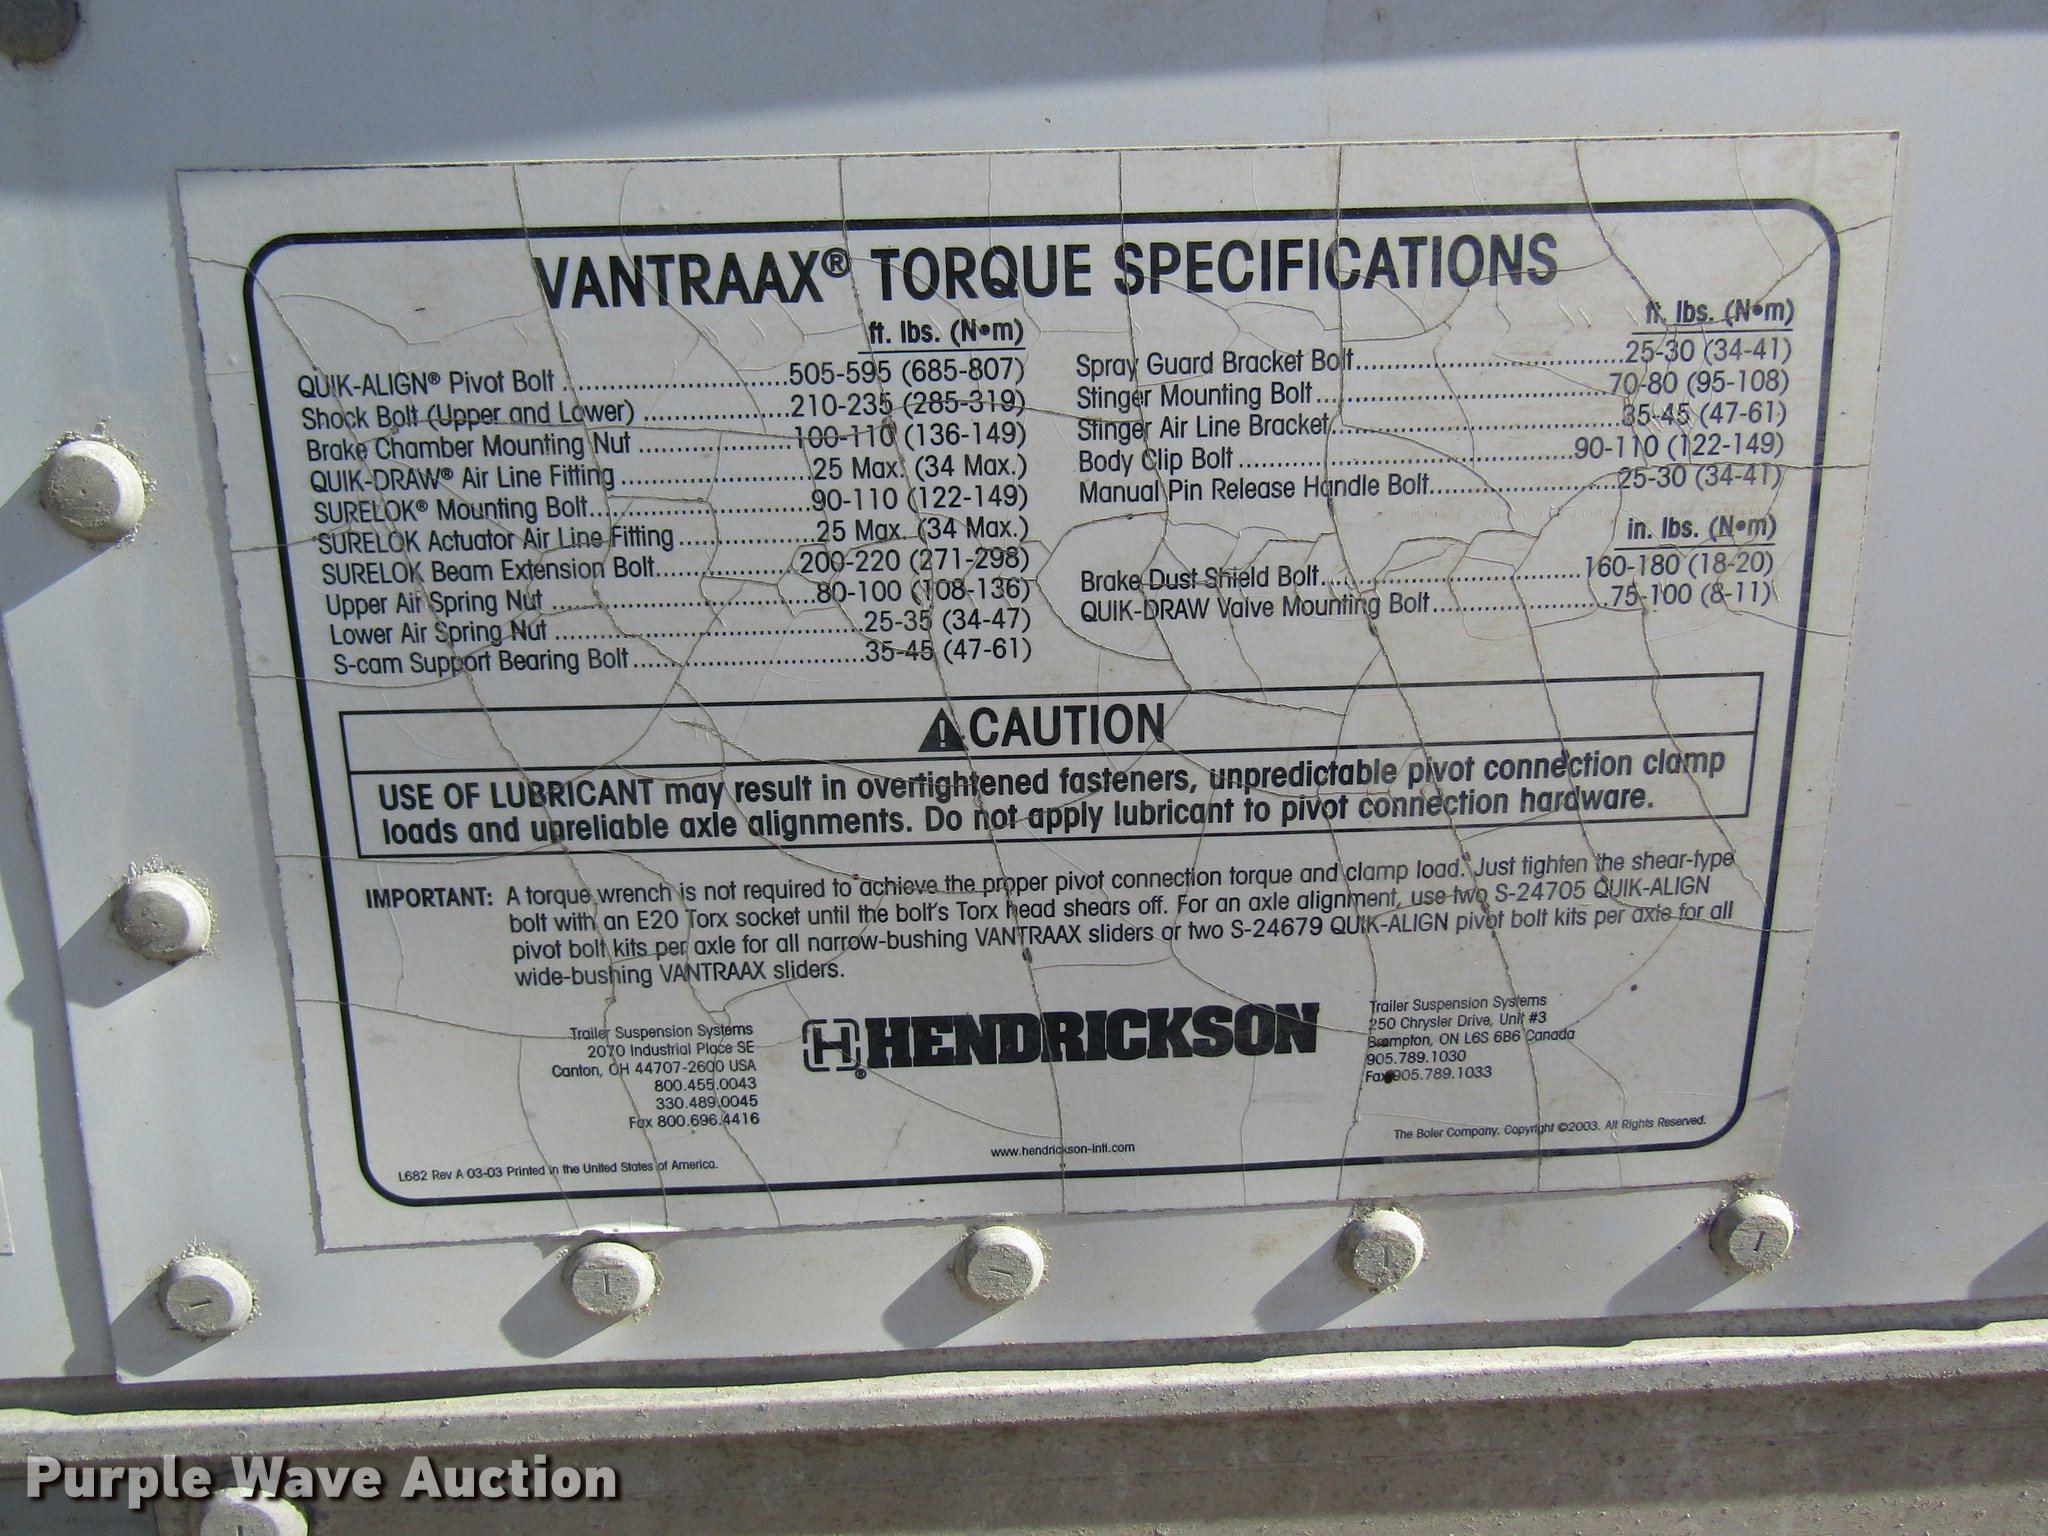 VANTRAAX® TORQUE SPECIFICATIONS
ft. lbs. (N•m)
QUIK-ALIGN® Pivot Bolt ..............................505-595 (685-807)
Shock Bolt (Upper and Lower) ....................210-235 (285-319)
Brake Chamber Mounting Nut .....................100-110 (136-149)
QUIK-DRAW® Air Line Fitting .........................25 Max. (34 Max.)
SURELOK® Mounting Bolt..............................90-110 (122-149)
SURELOK Actuator Air Line Fitting ..................25 Max. (34 Max.)
SURELOK Beam Extension Bolt...................200-220 (271-298)
Upper Air Spring Nut ...................................80-100 (108-136)
Lower Air Spring Nut .........................................25-35 (34-47)
S-cam Support Bearing Bolt ...............................35-45 (47-61)
ft. lbs. (N•m)
Spray Guard Bracket Bolt...................................25-30 (34-41)
Stinger Mounting Bolt .......................................70-80 (95-108)
Stinger Air Line Bracket......................................35-45 (47-61)
Body Clip Bolt ............................................90-110 (122-149)
Manual Pin Release Handle Bolt.........................25-30 (34-41)
in. lbs. (N•m)
Brake Dust Shield Bolt..................................160-180 (18-20)
QUIK-DRAW Valve Mounting Bolt.......................75-100 (8-11)
CAUTION
USE OF LUBRICANT may result in overtightened fasteners, unpredictable pivot connection clamp
loads and unreliable axle alignments. Do not apply lubricant to pivot connection hardware.
IMPORTANT: A torque wrench is not required to achieve the proper pivot connection torque and clamp load. Just tighten the shear-type
bolt with an E20 Torx socket until the bolt's Torx head shears off. For an axle alignment, use two S-24705 QUIK-ALIGN
pivot bolt kits per axle for all narrow-bushing VANTRAAX sliders or two S-24679 QUIK-ALIGN pivot bolt kits per axle for all
wide-bushing VANTRAAX sliders.
Trailer Suspension Systems
2070 Industrial Place SE
Canton, OH 44707-2600 USA
800.455.0043
330.489.0045
Fax 800.696.4416
H HENDRICKSON ®
Trailer Suspension Systems
250 Chrysler Drive, Unit #3
Brampton, ON L6S 6B6 Canada
905.789.1030
Fax 905.789.1033
www.hendrickson-intl.com
The Boler Company. Copyright ©2003. All Rights Reserved.
L682 Rev A 03-03 Printed in the United States of America.
Purple Wave Auction